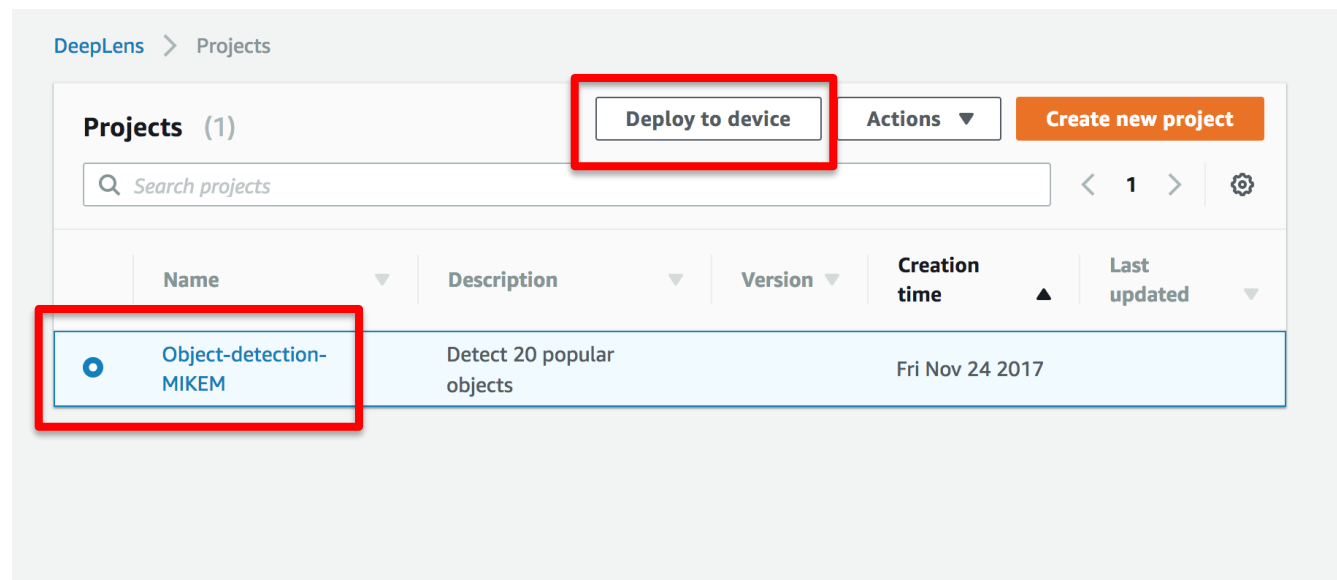 DeepLens > Projects
Projects (1)
Deploy to device
Actions
Create new project
Search projects
1
Name
Description
Version
Creation
time
Last
updated
Object-detection-
MIKEM
Detect 20 popular
objects
Fri Nov 24 2017